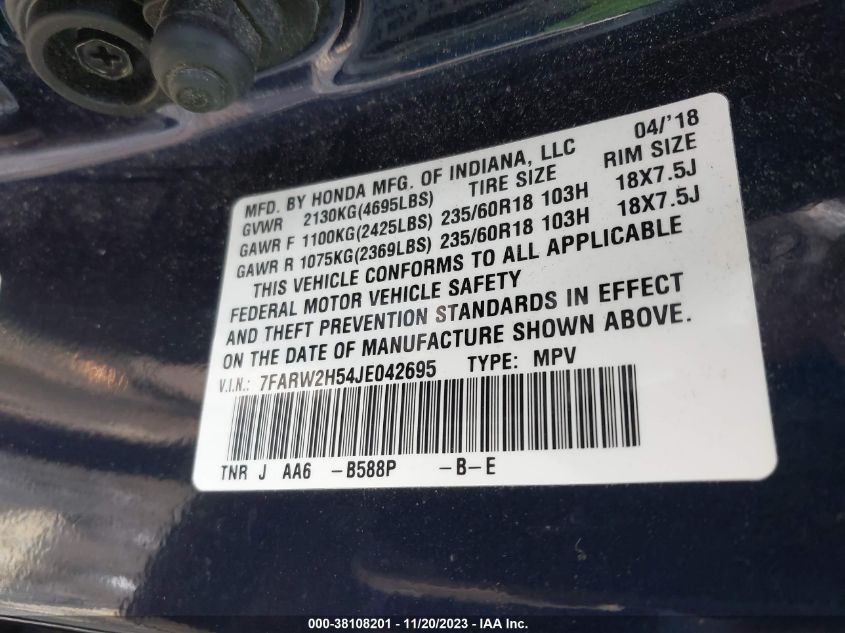 04/'18
MFD. BY HONDA MFG. OF INDIANA, LLC
GVWR 2130KG(4695LBS) TIRE SIZE RIM SIZE
GAWR F 1100KG(2425LBS) 235/60R18 103H 18X7.5J
GAWR R 1075KG(2369LBS) 235/60R18 103H 18X7.5J
THIS VEHICLE CONFORMS TO ALL APPLICABLE
FEDERAL MOTOR VEHICLE SAFETY
AND THEFT PREVENTION STANDARDS IN EFFECT
ON THE DATE OF MANUFACTURE SHOWN ABOVE.
V.I.N.: 7FARW2H54JE042695 TYPE: MPV
TNR J AA6 -B588P -B-E
000-38108201 - 11/20/2023 - COPYRIGHT IAA, LLC.